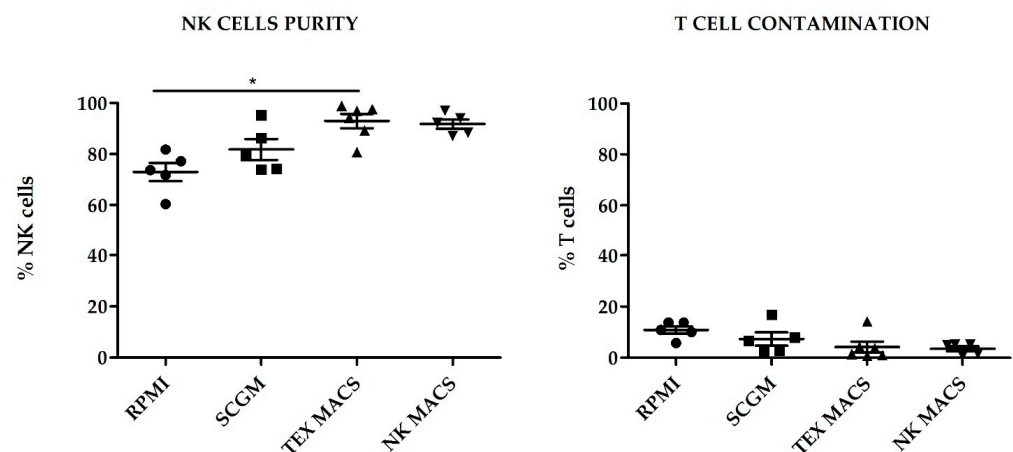 NK CELLS PURITY
*
% NK cells
100
80
60
40
20
0
RPMI
SCGM
TEX MACS
NK MACS
T CELL CONTAMINATION
% T cells
100
80
60
40
20
0
RPMI
SCGM
TEX MACS
NK MACS